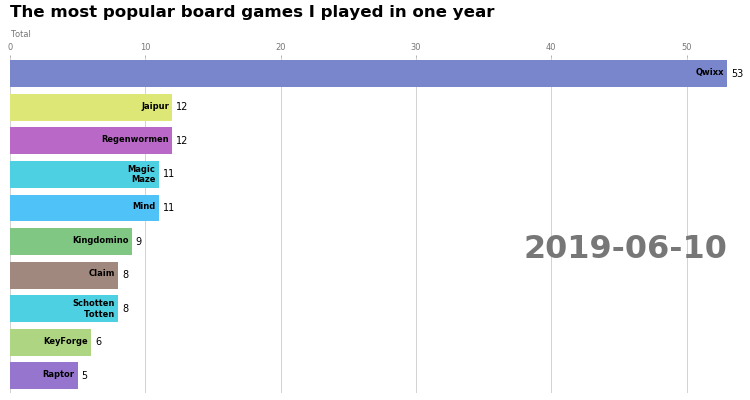 The most popular board games I played in one year
Total
0 10 20 30 40 50
Qwixx 53
Jaipur 12
Regenwormen 12
Magic
Maze 11
Mind 11
Kingdomino 9
2019-06-10
Claim 8
Schotten
Totten 8
KeyForge 6
Raptor 5